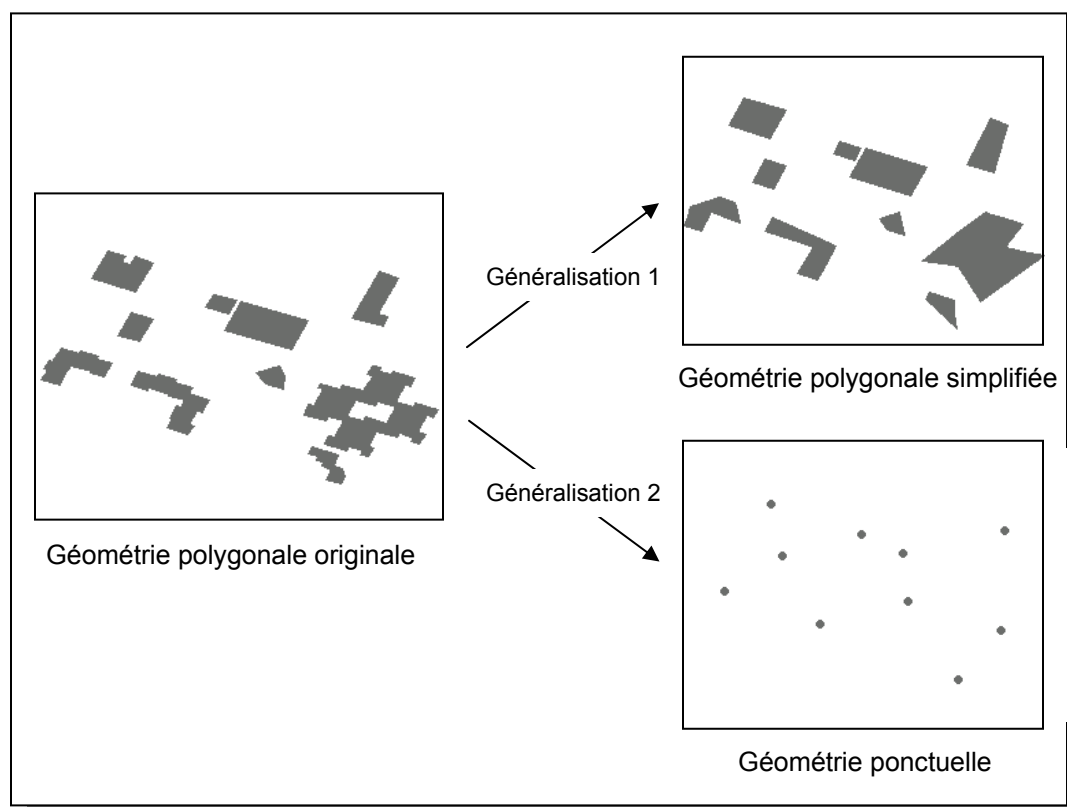 Généralisation 1
Géométrie polygonale simplifiée
Généralisation 2
Géométrie polygonale originale
Géométrie ponctuelle